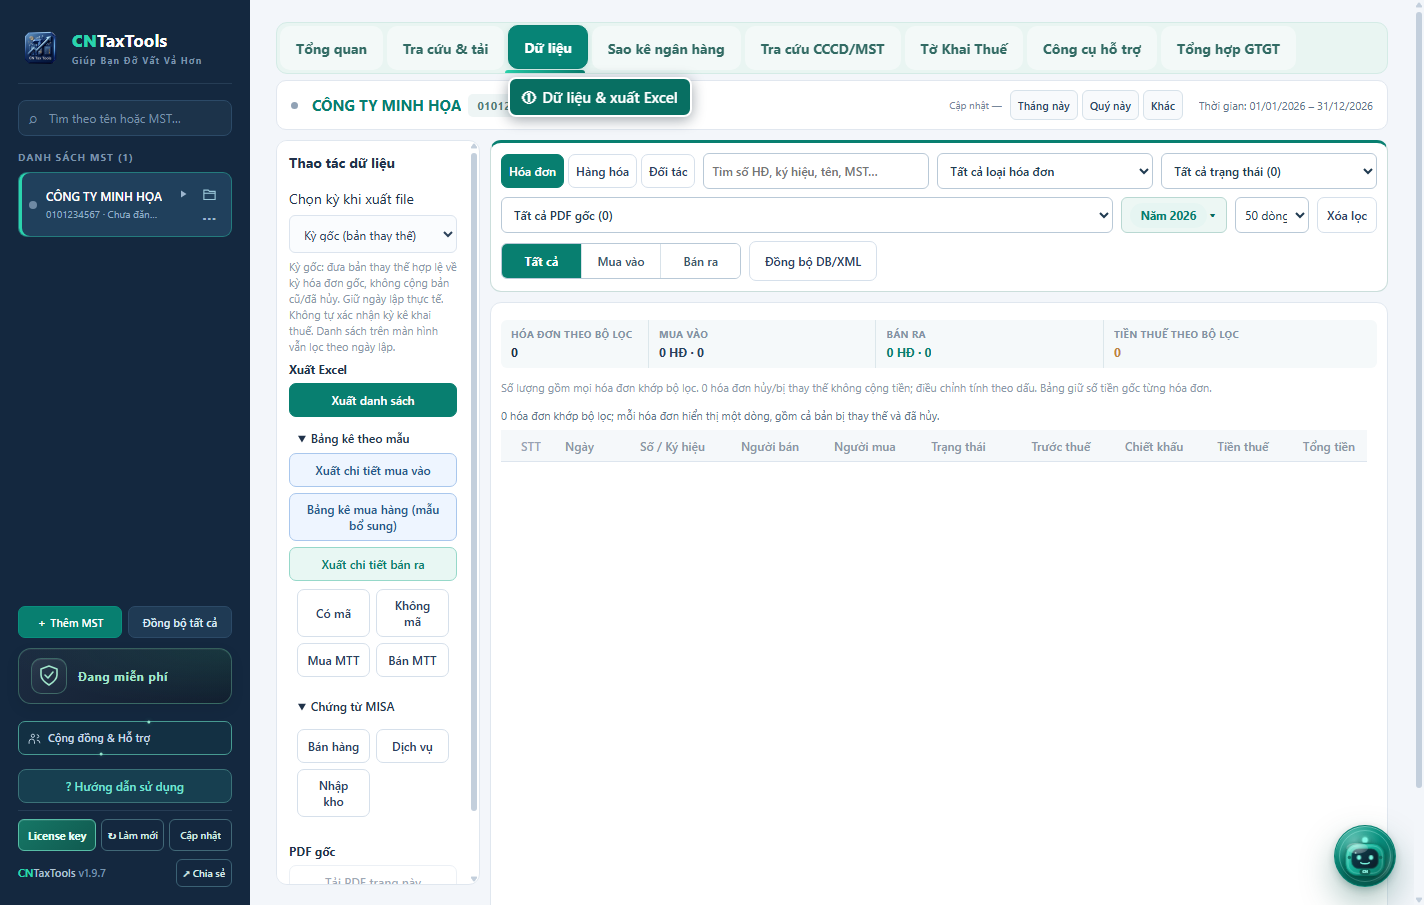 CNTaxTools
Giúp Bạn Đỡ Vất Vả Hơn
Tìm theo tên hoặc MST...
DANH SÁCH MST (1)
CÔNG TY MINH HỌA
0101234567 · Chưa đăn...
+ Thêm MST
Đồng bộ tất cả
Đang miễn phí
Cộng đồng & Hỗ trợ
? Hướng dẫn sử dụng
License key
↻ Làm mới
Cập nhật
CNTaxTools v1.9.7
↗ Chia sẻ
Tổng quan
Tra cứu & tải
Dữ liệu
Sao kê ngân hàng
Tra cứu CCCD/MST
Tờ Khai Thuế
Công cụ hỗ trợ
Tổng hợp GTGT
① Dữ liệu & xuất Excel
CÔNG TY MINH HỌA
Cập nhật —
Tháng này
Quý này
Khác
Thời gian: 01/01/2026 – 31/12/2026
Thao tác dữ liệu
Chọn kỳ khi xuất file
Kỳ gốc (bản thay thế)
Kỳ gốc: đưa bản thay thế hợp lệ về
kỳ hóa đơn gốc, không cộng bản
cũ/đã hủy. Giữ ngày lập thực tế.
Không tự xác nhận kỳ kê khai
thuế. Danh sách trên màn hình
vẫn lọc theo ngày lập.
Xuất Excel
Xuất danh sách
▼ Bảng kê theo mẫu
Xuất chi tiết mua vào
Bảng kê mua hàng (mẫu
bổ sung)
Xuất chi tiết bán ra
Có mã
Không
mã
Mua MTT
Bán MTT
▼ Chứng từ MISA
Bán hàng
Dịch vụ
Nhập
kho
PDF gốc
Tải PDF trang này
Hóa đơn
Hàng hóa
Đối tác
Tìm số HĐ, ký hiệu, tên, MST...
Tất cả loại hóa đơn
Tất cả trạng thái (0)
Tất cả PDF gốc (0)
Năm 2026
50 dòng
Xóa lọc
Tất cả
Mua vào
Bán ra
Đồng bộ DB/XML
HÓA ĐƠN THEO BỘ LỌC
0
MUA VÀO
0 HĐ · 0
BÁN RA
0 HĐ · 0
TIỀN THUẾ THEO BỘ LỌC
0
Số lượng gồm mọi hóa đơn khớp bộ lọc. 0 hóa đơn hủy/bị thay thế không cộng tiền; điều chỉnh tính theo dấu. Bảng giữ số tiền gốc từng hóa đơn.
0 hóa đơn khớp bộ lọc; mỗi hóa đơn hiển thị một dòng, gồm cả bản bị thay thế và đã hủy.
STT Ngày Số / Ký hiệu Người bán Người mua Trạng thái Trước thuế Chiết khấu Tiền thuế Tổng tiền